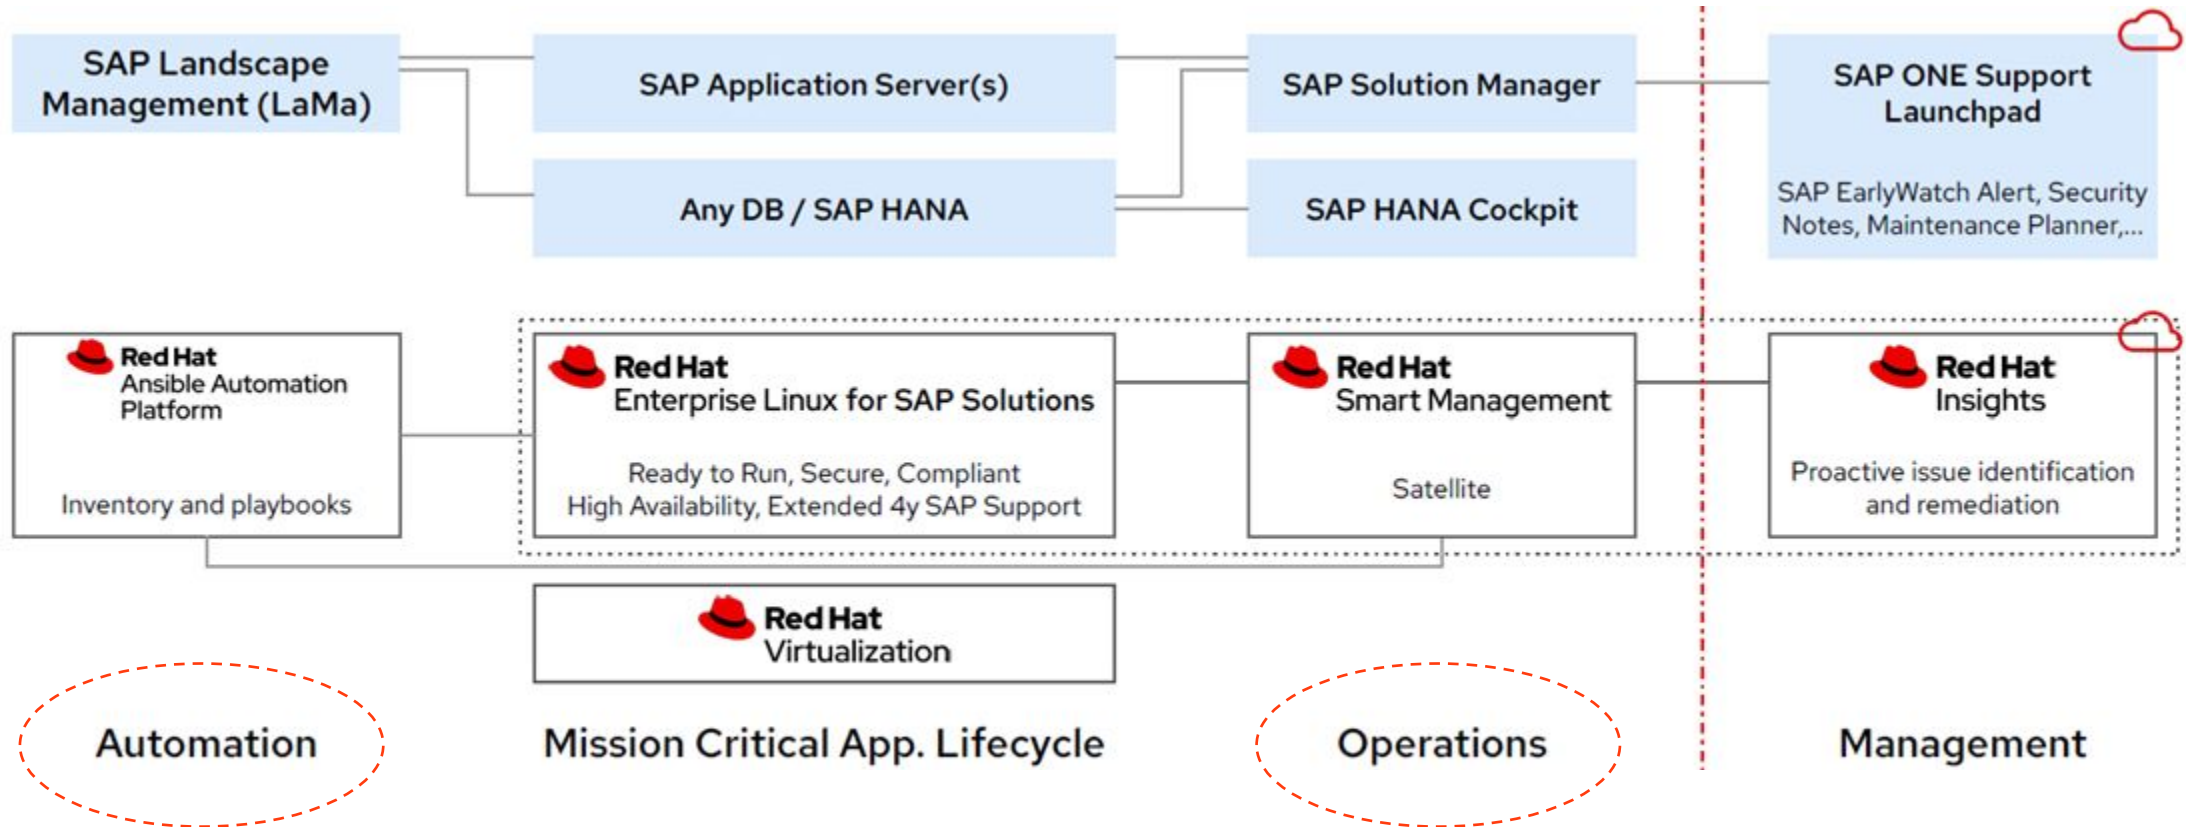 SAP Landscape
Management (LaMa)
SAP Application Server(s)
SAP Solution Manager
SAP ONE Support
Launchpad
SAP EarlyWatch Alert, Security
Notes, Maintenance Planner,...
Any DB / SAP HANA
SAP HANA Cockpit
Red Hat
Ansible Automation
Platform
Inventory and playbooks
Red Hat
Enterprise Linux for SAP Solutions
Ready to Run, Secure, Compliant
High Availability, Extended 4y SAP Support
Red Hat
Smart Management
Satellite
Red Hat
Insights
Proactive issue identification
and remediation
Red Hat
Virtualization
Automation
Mission Critical App. Lifecycle
Operations
Management